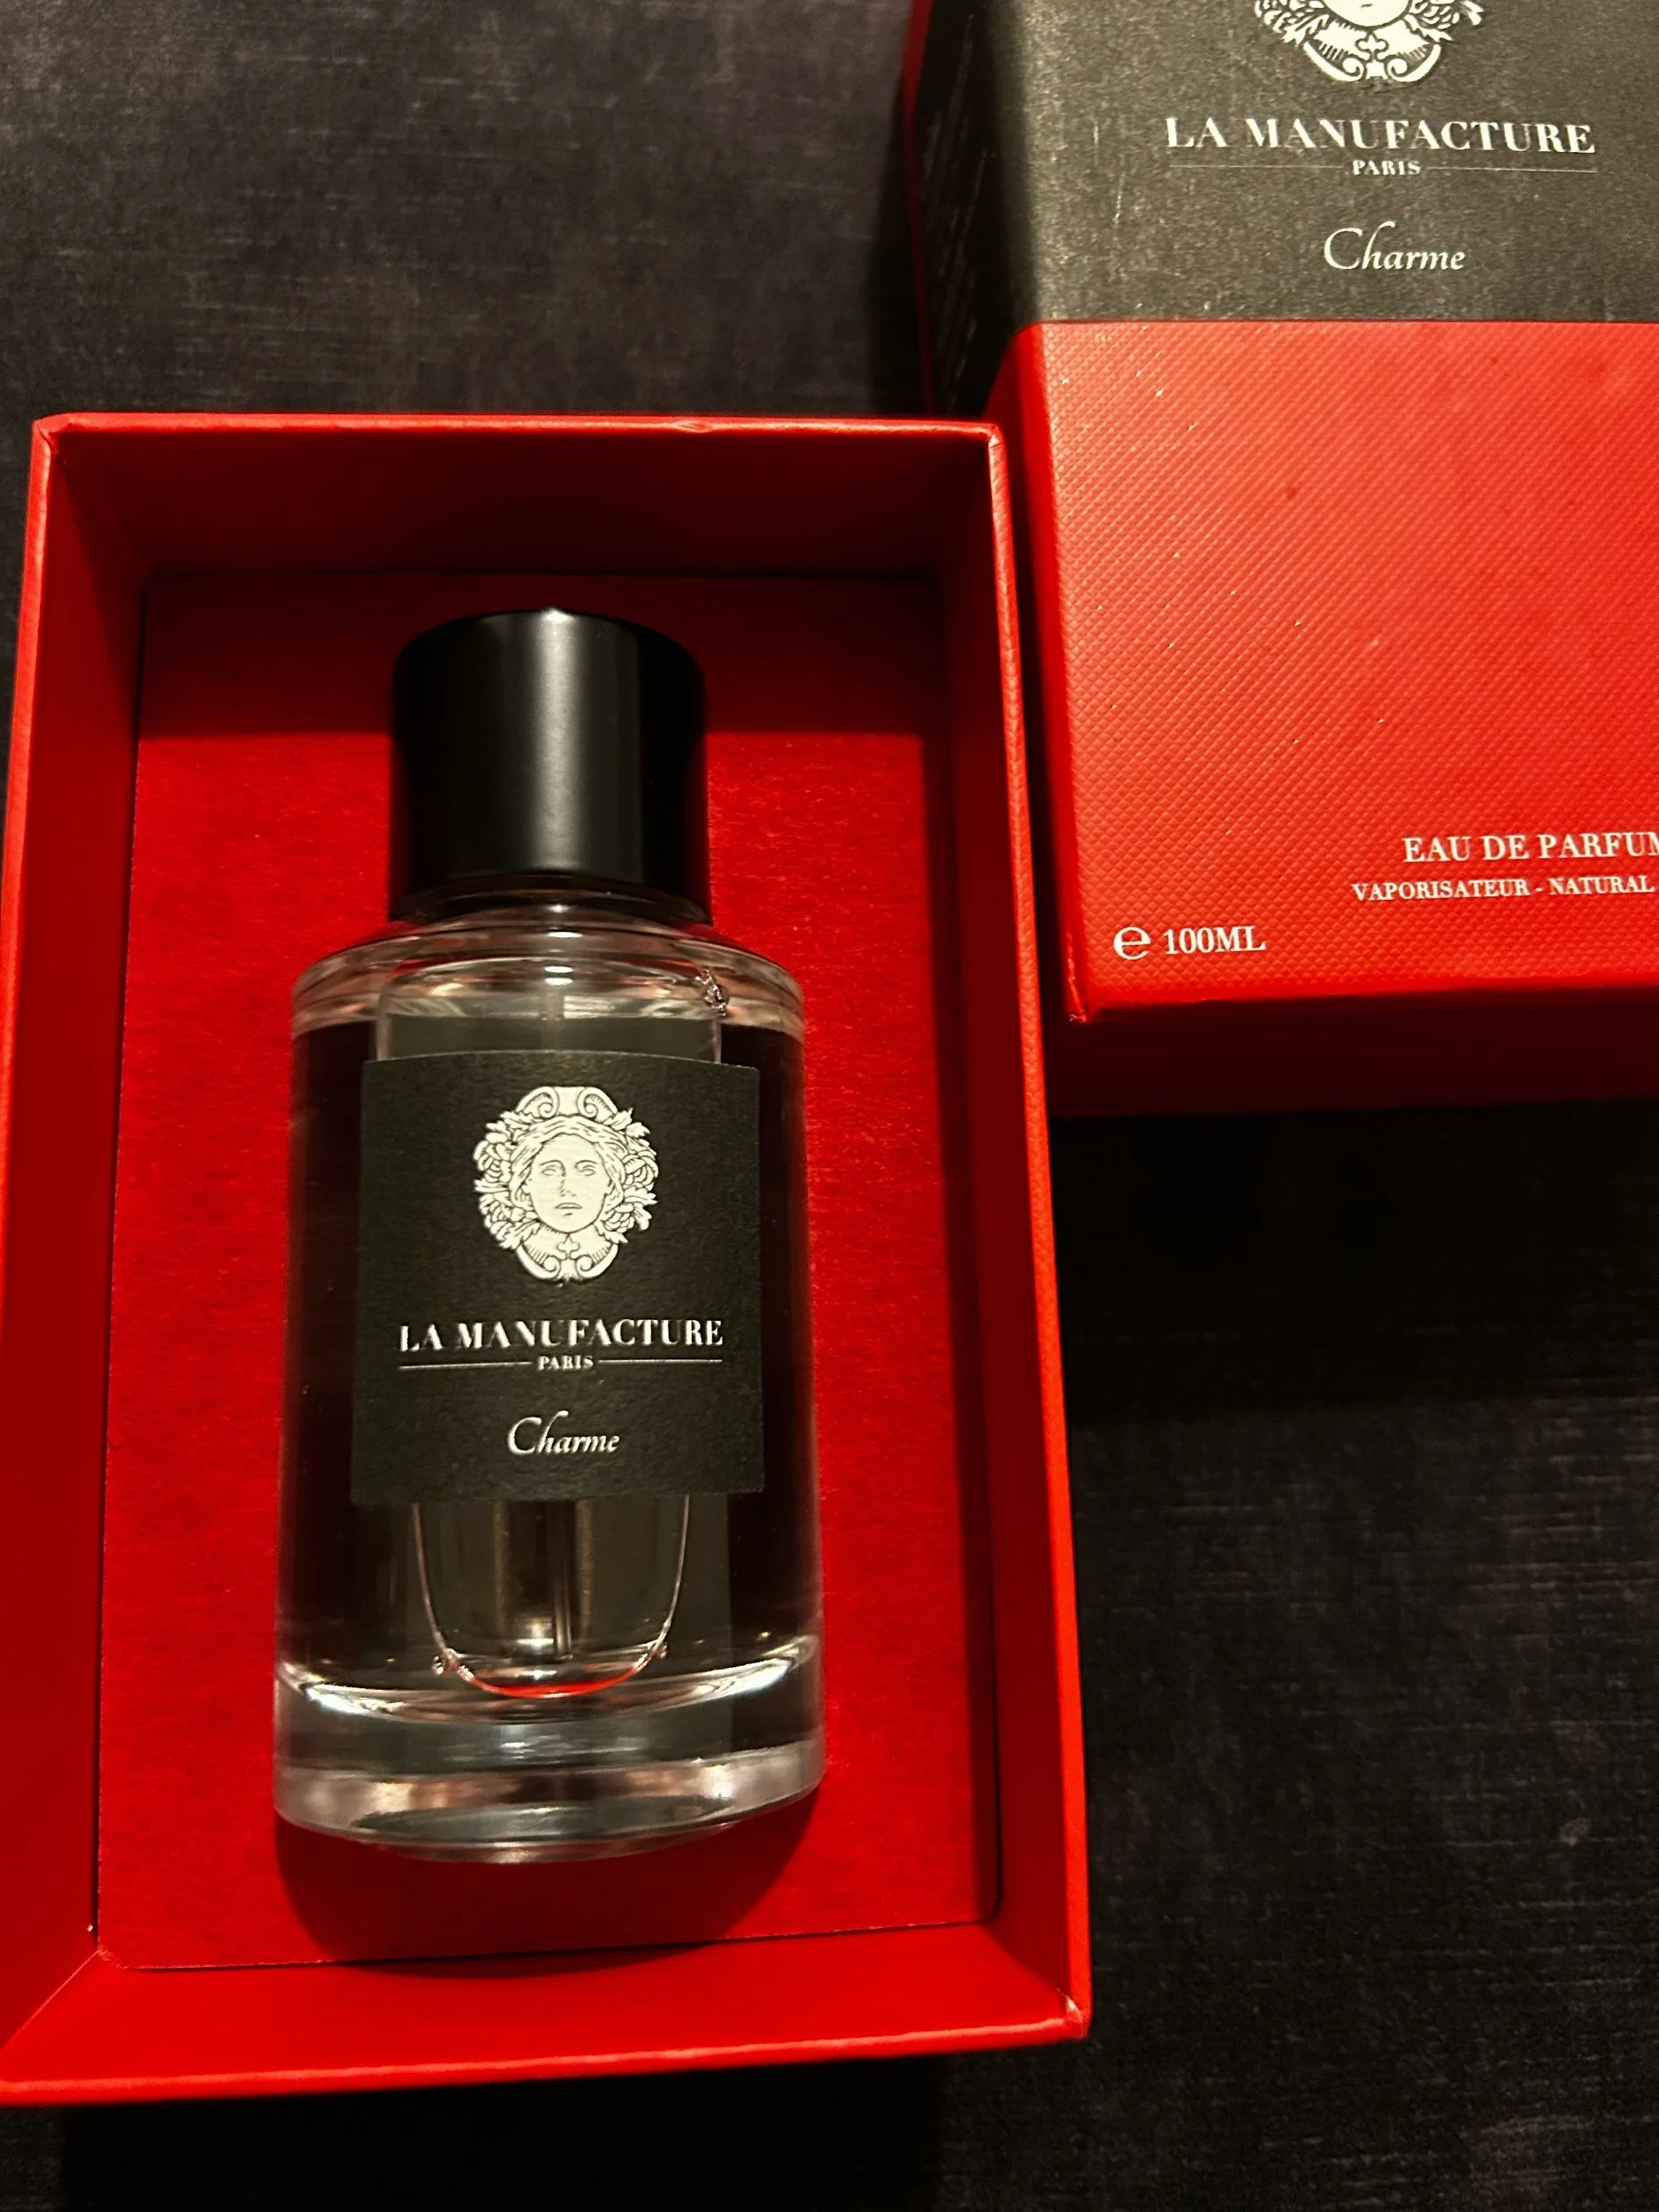 LA MANUFACTURE
PARIS
Charme
EAU DE PARFUM
VAPORISATEUR - NATURAL
℮ 100ML
LA MANUFACTURE
PARIS
Charme